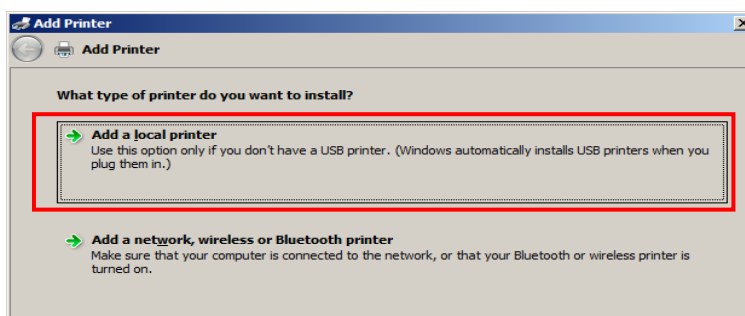 Add Printer
Add Printer
What type of printer do you want to install?
Add a local printer
Use this option only if you don't have a USB printer. (Windows automatically installs USB printers when you
plug them in.)
Add a network, wireless or Bluetooth printer
Make sure that your computer is connected to the network, or that your Bluetooth or wireless printer is
turned on.